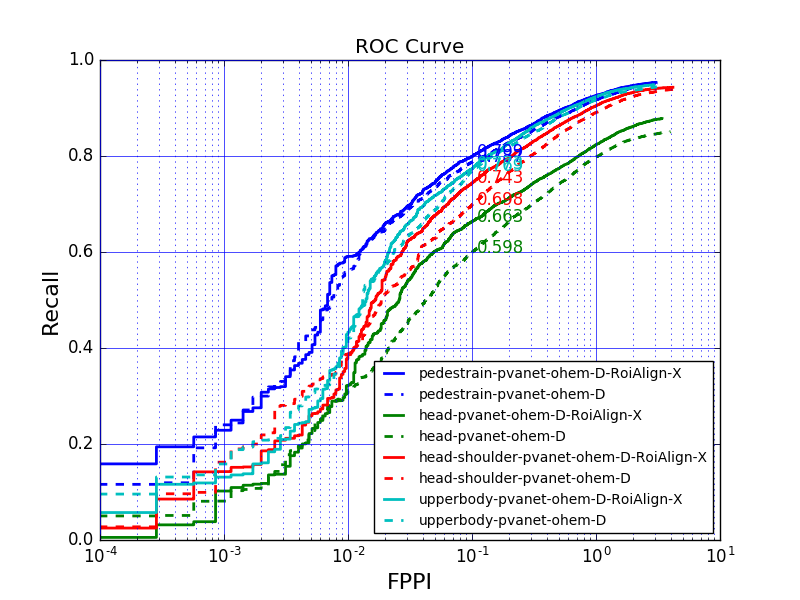 ROC Curve
1.0
0.8
0.6
0.4
0.2
0.0
Recall
0.799
0.743
0.698
0.663
0.598
pedestrain-pvanet-ohem-D-RoiAlign-X
pedestrain-pvanet-ohem-D
head-pvanet-ohem-D-RoiAlign-X
head-pvanet-ohem-D
head-shoulder-pvanet-ohem-D-RoiAlign-X
head-shoulder-pvanet-ohem-D
upperbody-pvanet-ohem-D-RoiAlign-X
upperbody-pvanet-ohem-D
10⁻⁴ 10⁻³ 10⁻² 10⁻¹ 10⁰ 10¹
FPPI